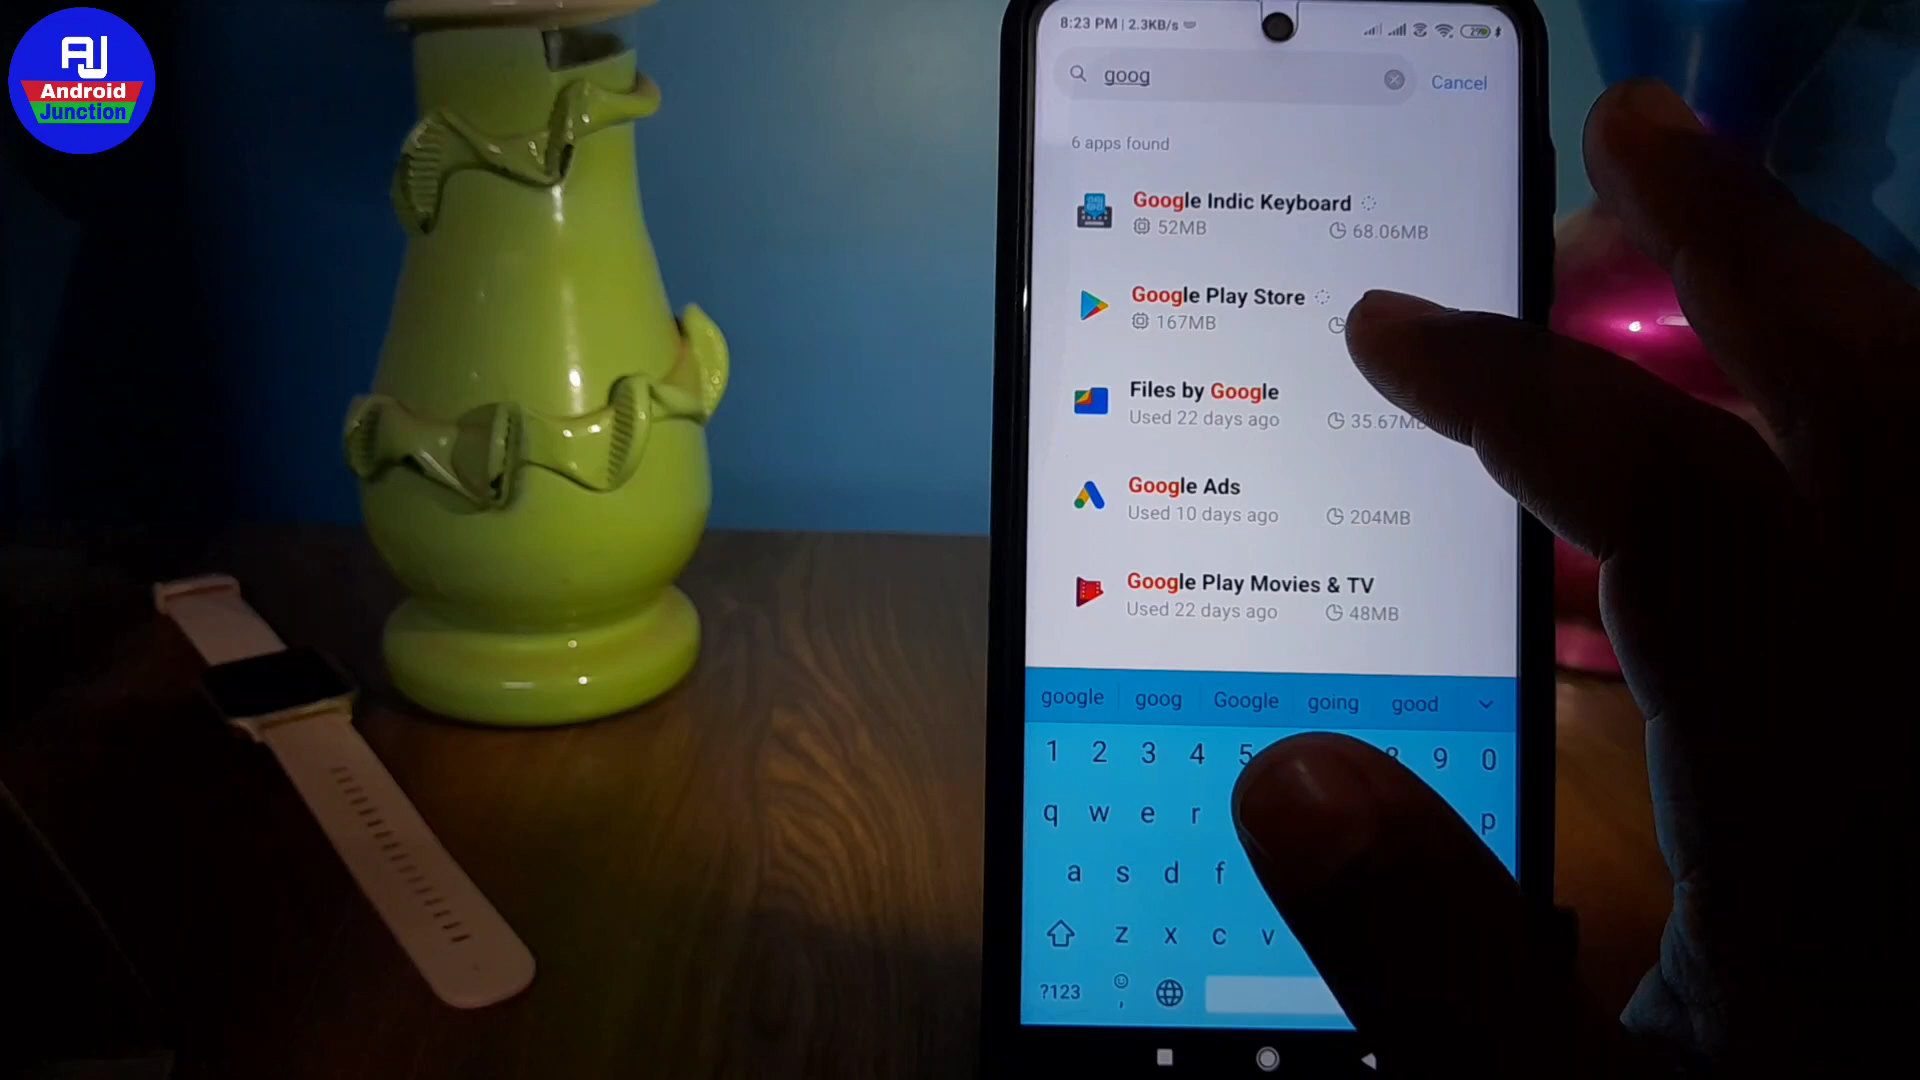 AJ
Android
Junction
8:23 PM | 2.3KB/s
goog
Cancel
6 apps found
Google Indic Keyboard
52MB
68.06MB
Google Play Store
167MB
Files by Google
Used 22 days ago
35.67MB
Google Ads
Used 10 days ago
204MB
Google Play Movies & TV
Used 22 days ago
48MB
google goog Google going good
1 2 3 4 5 8 9 0
q w e r p
a s d f
z x c v
?123 ,